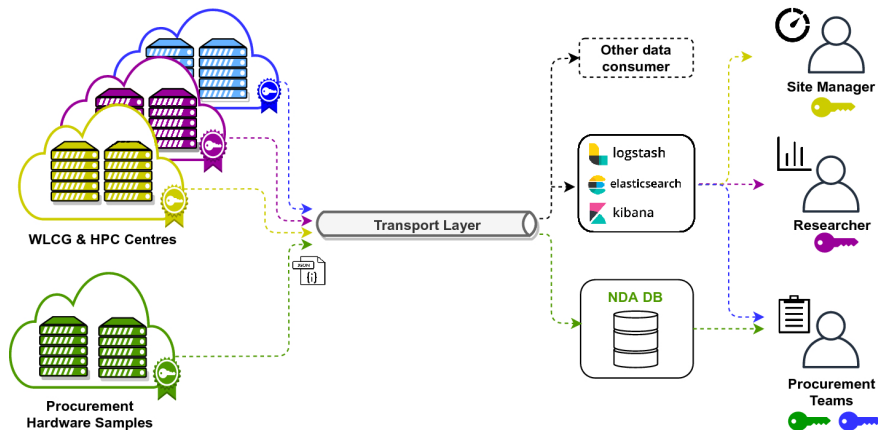 WLCG & HPC Centres
Procurement
Hardware Samples
JSON
{i}
Transport Layer
Other data
consumer
logstash
elasticsearch
kibana
NDA DB
Site Manager
Researcher
Procurement
Teams